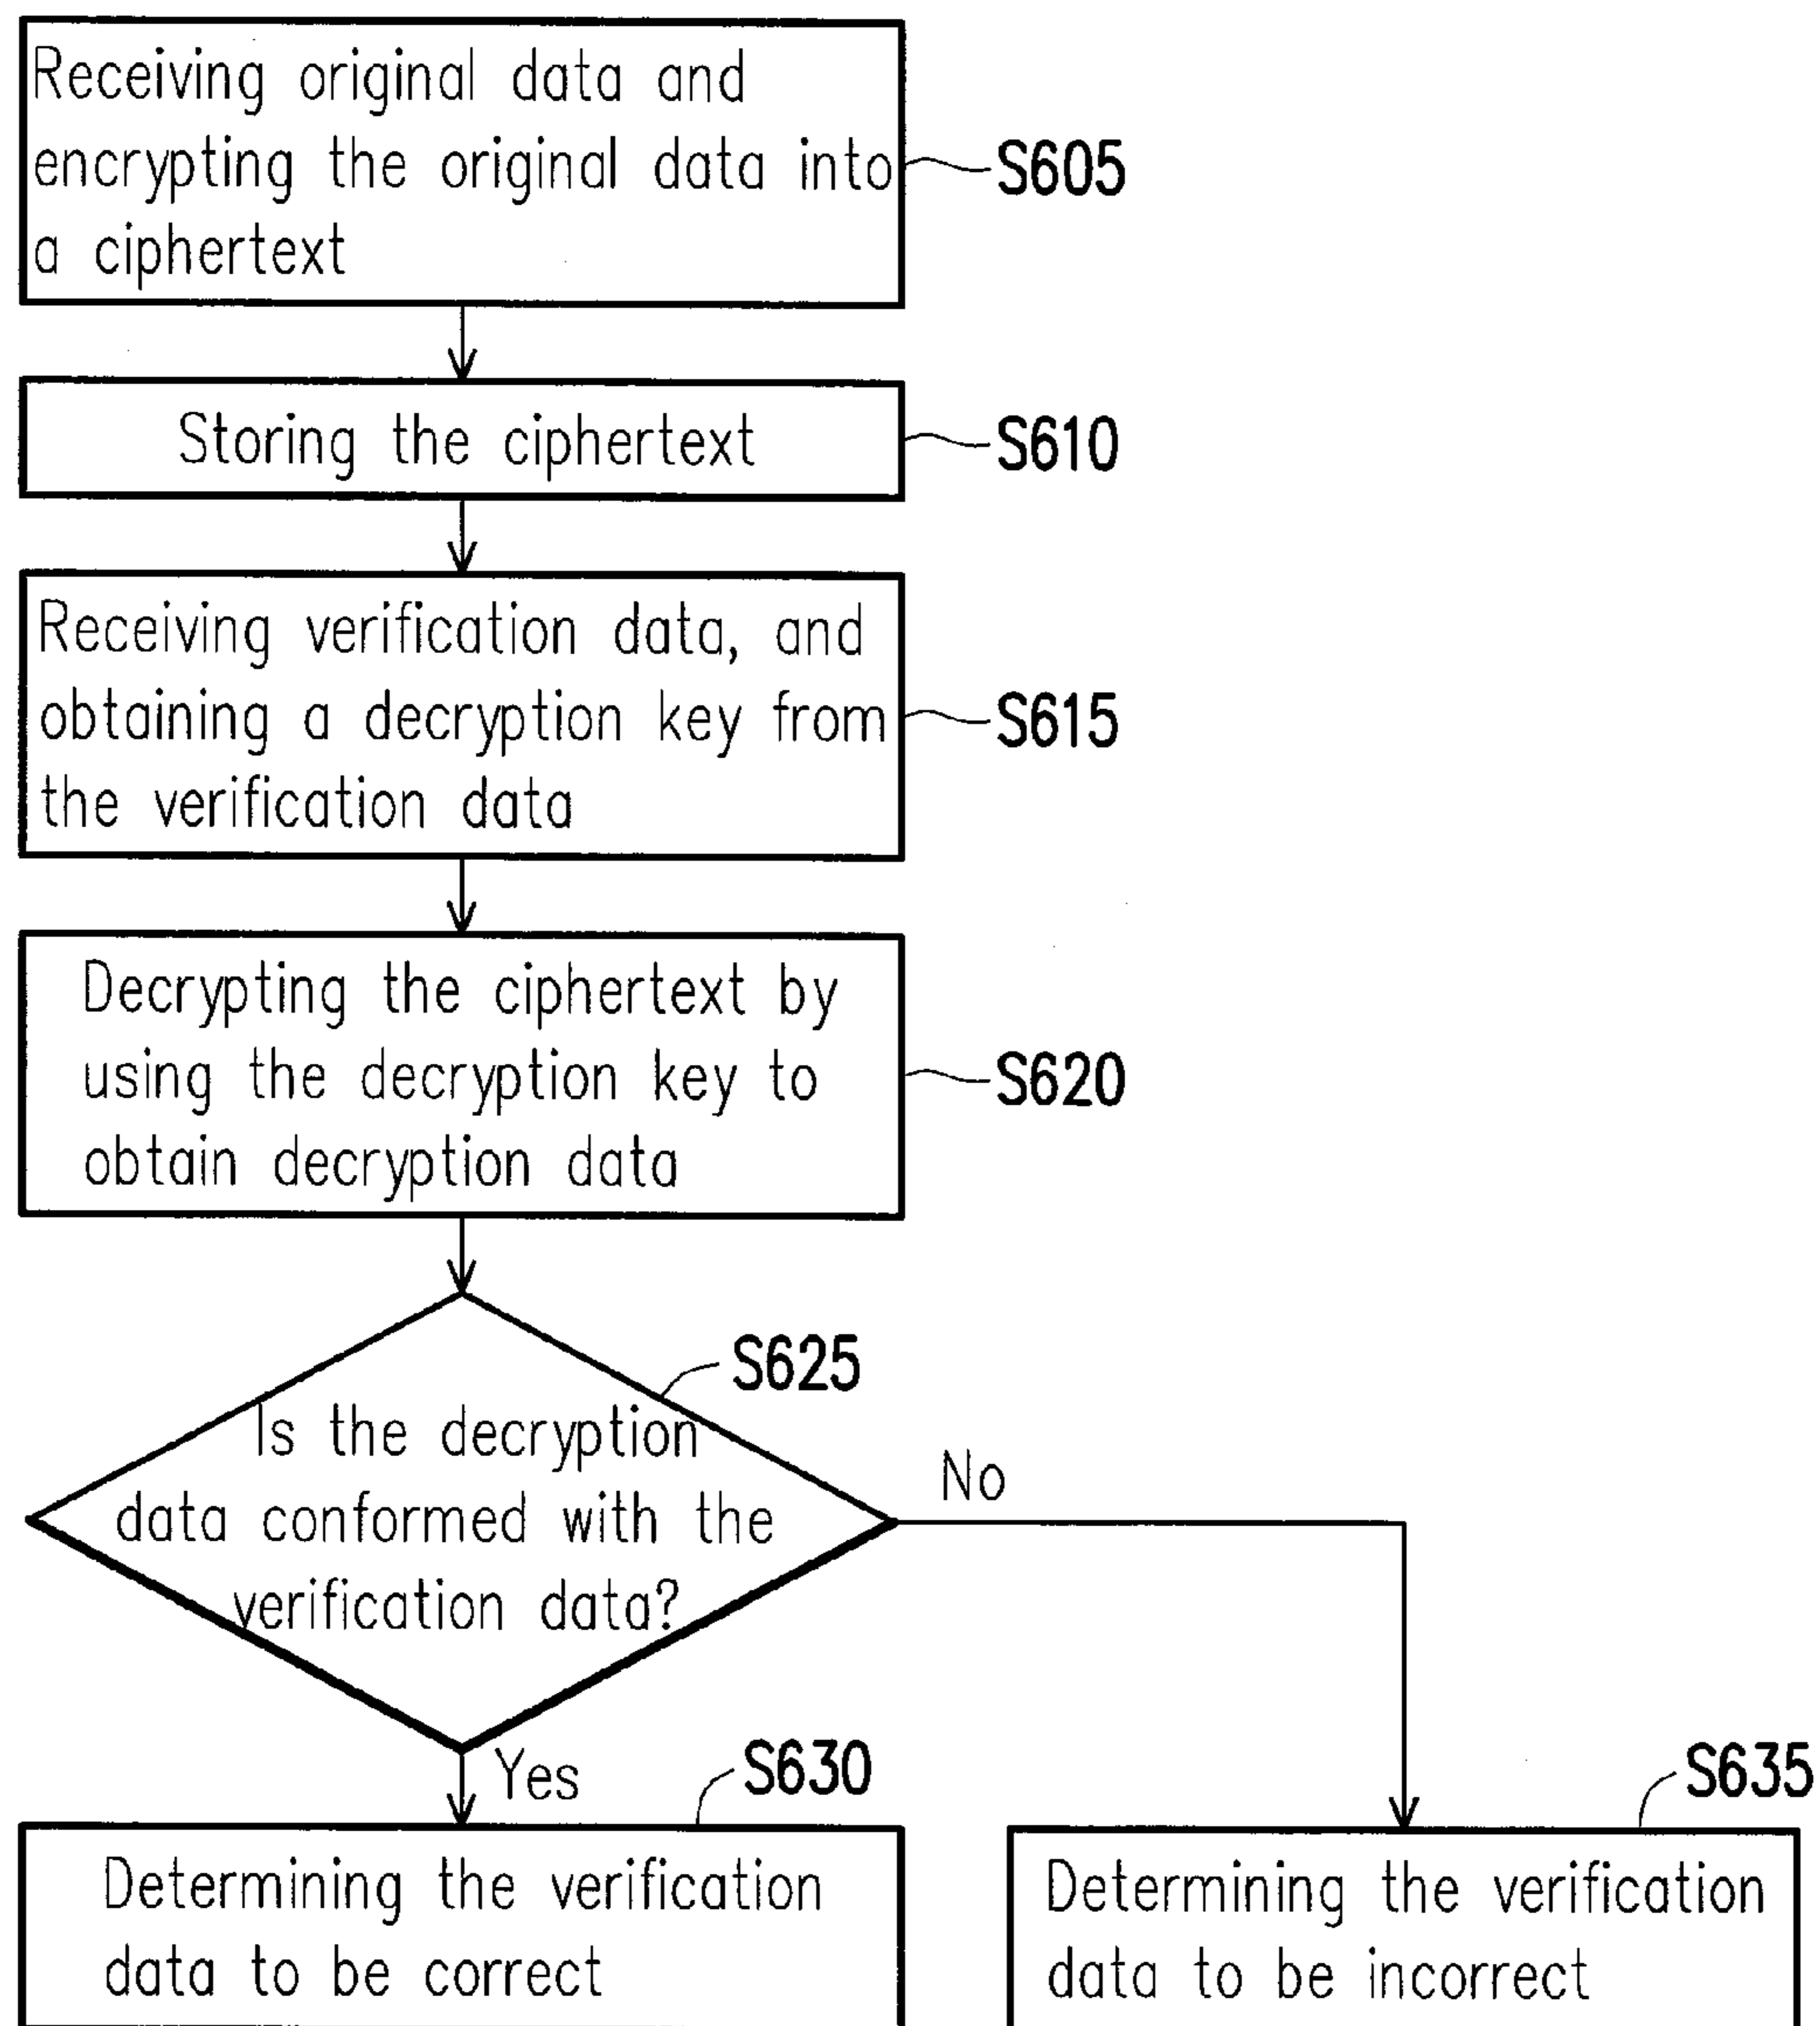 Receiving original data and
encrypting the original data into
a ciphertext
S605
Storing the ciphertext
S610
Receiving verification data, and
obtaining a decryption key from
the verification data
S615
Decrypting the ciphertext by
using the decryption key to
obtain decryption data
S620
S625
Is the decryption
data conformed with the
verification data?
No
Yes
S630
Determining the verification
data to be correct
S635
Determining the verification
data to be incorrect